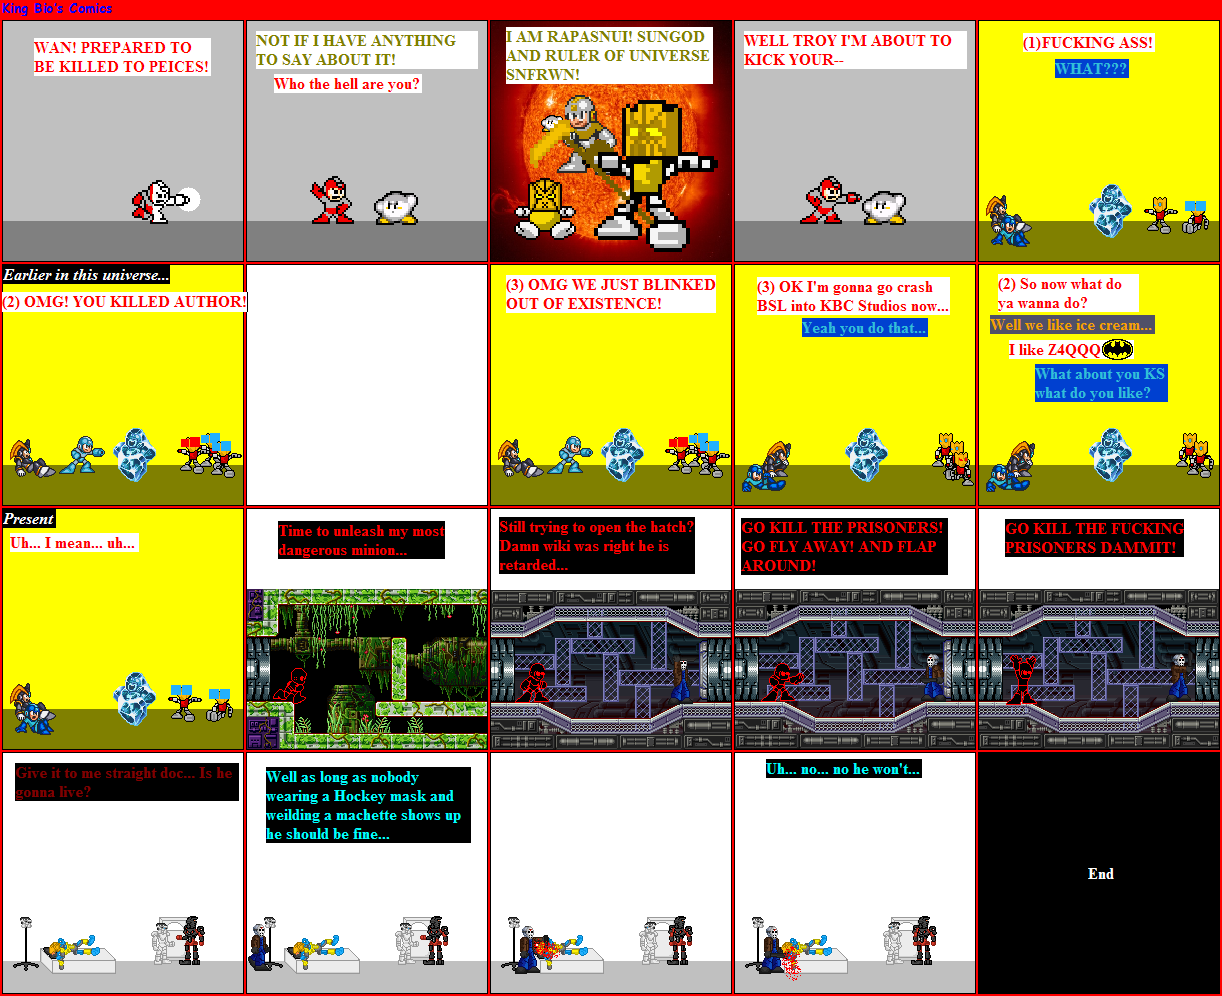 King Bio's Comics
WAN! PREPARED TO
BE KILLED TO PEICES!
NOT IF I HAVE ANYTHING
TO SAY ABOUT IT!
Who the hell are you?
I AM RAPASNUI! SUNGOD
AND RULER OF UNIVERSE
SNFRWN!
WELL TROY I'M ABOUT TO
KICK YOUR--
(1)FUCKING ASS!
WHAT???
Earlier in this universe...
(2) OMG! YOU KILLED AUTHOR!
(3) OMG WE JUST BLINKED
OUT OF EXISTENCE!
(3) OK I'm gonna go crash
BSL into KBC Studios now...
Yeah you do that...
(2) So now what do
ya wanna do?
Well we like ice cream...
I like Z4QQQ
What about you KS
what do you like?
Present
Uh... I mean... uh...
Time to unleash my most
dangerous minion...
Still trying to open the hatch?
Damn wiki was right he is
retarded...
GO KILL THE PRISONERS!
GO FLY AWAY! AND FLAP
AROUND!
GO KILL THE FUCKING
PRISONERS DAMMIT!
Give it to me straight doc... Is he
gonna live?
Well as long as nobody
wearing a Hockey mask and
weilding a machette shows up
he should be fine...
Uh... no... no he won't...
End